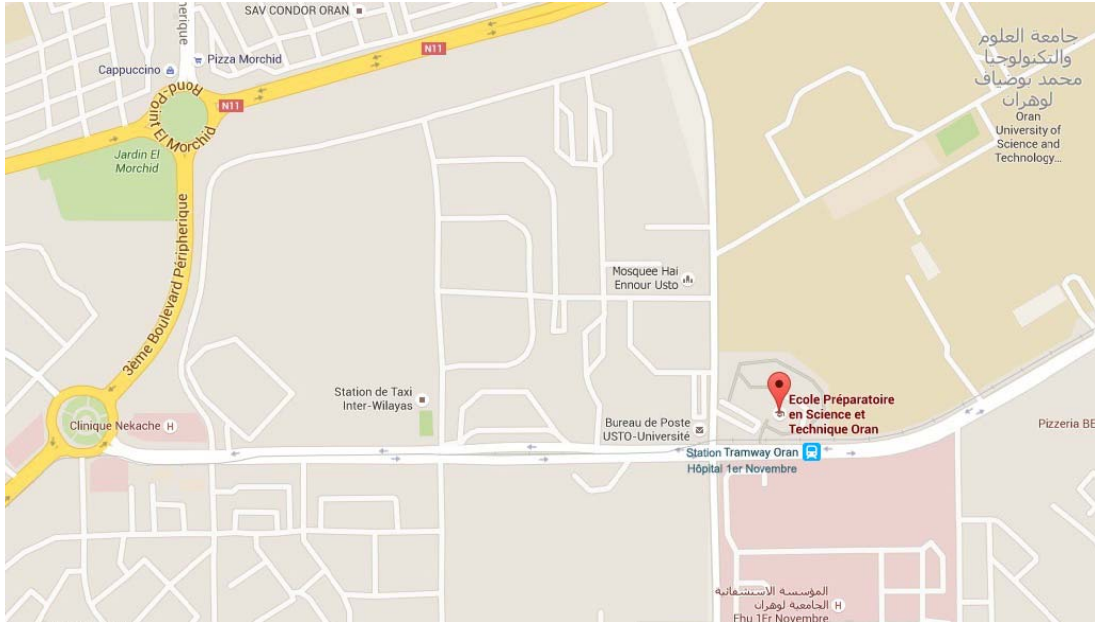 SAV CONDOR ORAN
herique
Cappuccino
Pizza Morchid
N11
N11
Rond-Point El Morchid
Jardin El
Morchid
3ème Boulevard Péripherique
جامعة العلوم
والتكنولوجيا
محمد بوضياف
لوهران
Oran
University of
Science and
Technology...
Mosquee Hai
Ennour Usto
Station de Taxi
Inter-Wilayas
Clinique Nekache
H
Bureau de Poste
USTO-Université
Ecole Préparatoire
en Science et
Technique Oran
Pizzeria BE
Station Tramway Oran
Hôpital 1er Novembre
المؤسسة الاستشفائية
الجامعية لوهران
H
Ehu 1Er Novembre